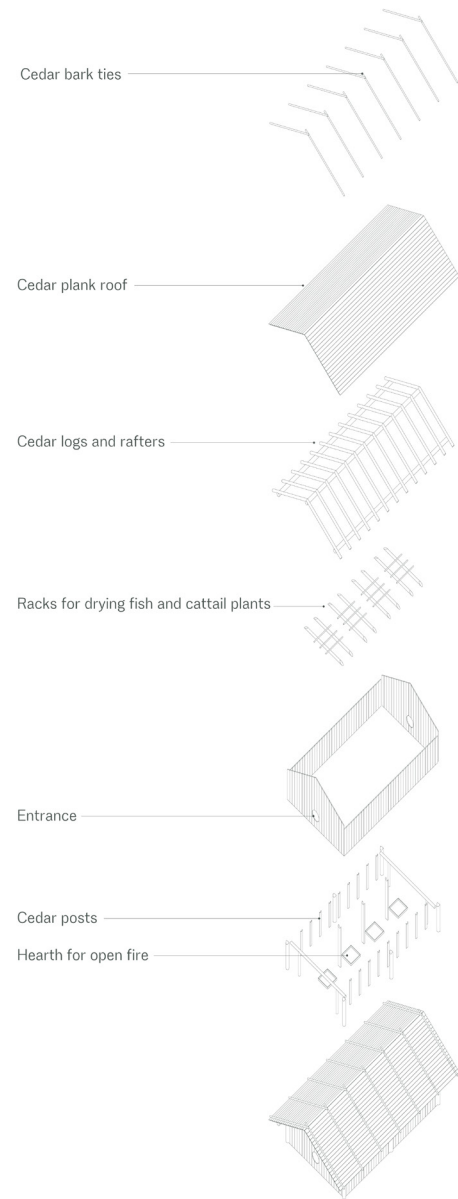 Cedar bark ties
Cedar plank roof
Cedar logs and rafters
Racks for drying fish and cattail plants
Entrance
Cedar posts
Hearth for open fire